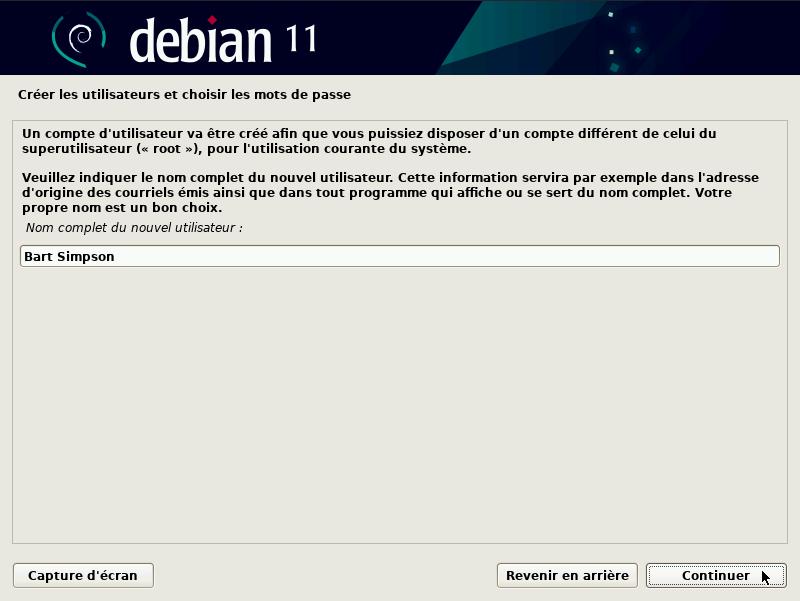 debian 11
Créer les utilisateurs et choisir les mots de passe
Un compte d'utilisateur va être créé afin que vous puissiez disposer d'un compte différent de celui du
superutilisateur (« root »), pour l'utilisation courante du système.
Veuillez indiquer le nom complet du nouvel utilisateur. Cette information servira par exemple dans l'adresse
d'origine des courriels émis ainsi que dans tout programme qui affiche ou se sert du nom complet. Votre
propre nom est un bon choix.
Nom complet du nouvel utilisateur :
Bart Simpson
Capture d'écran
Revenir en arrière
Continuer